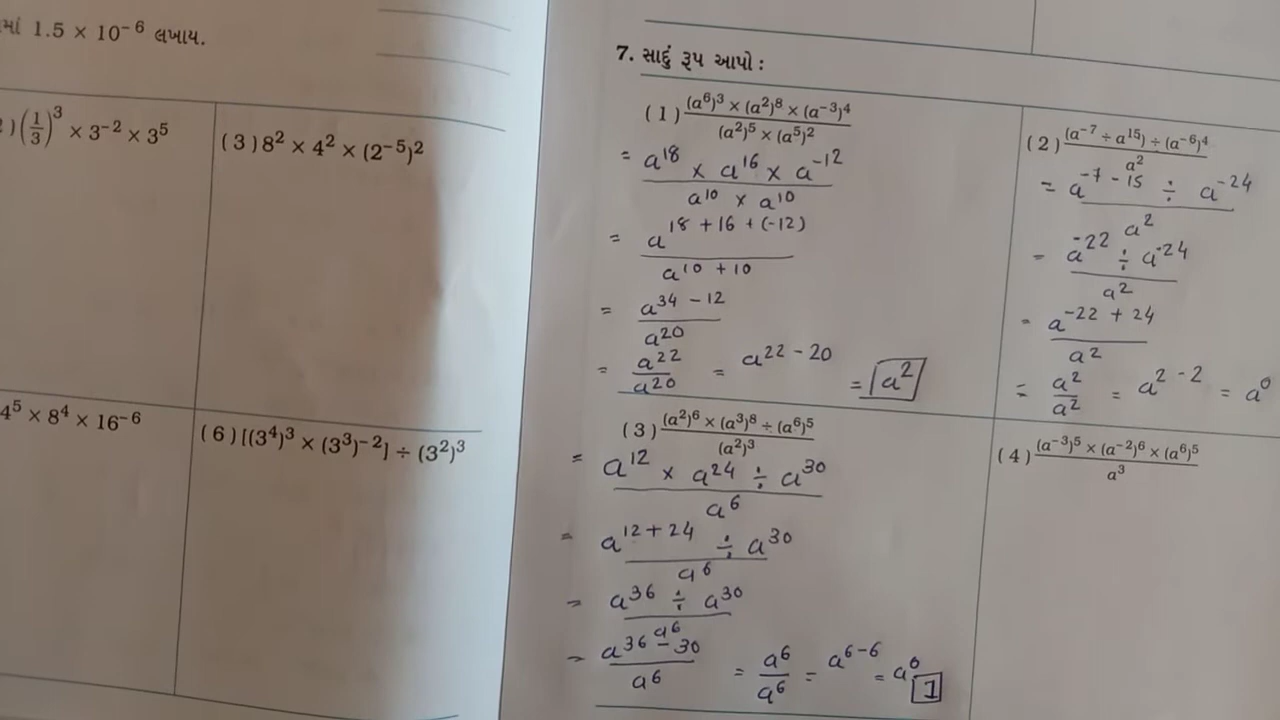 માં 1.5 × 10⁻⁶ લખાય.
) (1/3)³ × 3⁻² × 3⁵
(3) 8² × 4² × (2⁻⁵)²
4⁵ × 8⁴ × 16⁻⁶
(6) [(3⁴)³ × (3³)⁻²] ÷ (3²)³
7. સાદું રૂપ આપો :
(1) (a⁶)³ × (a²)⁸ × (a⁻³)⁴ / (a²)⁵ × (a⁵)²
= a¹⁸ × a¹⁶ × a⁻¹² / a¹⁰ × a¹⁰
= a¹⁸ ⁺ ¹⁶ ⁺ ⁽⁻¹²⁾ / a¹⁰ ⁺ ¹⁰
= a³⁴ ⁻ ¹² / a²⁰
= a²² / a²⁰ = a²² ⁻ ²⁰ = a²
(2) (a⁻⁷ ÷ a¹⁵) ÷ (a⁻⁶)⁴ / a²
= a⁻⁷ ⁻ ¹⁵ ÷ a⁻²⁴ / a²
= a⁻²² ÷ a⁻²⁴ / a²
= a⁻²² ⁺ ²⁴ / a²
= a² / a² = a² ⁻ ² = a⁰
(3) (a²)⁶ × (a³)⁸ ÷ (a⁶)⁵ / (a²)³
= a¹² × a²⁴ ÷ a³⁰ / a⁶
= a¹² ⁺ ²⁴ ÷ a³⁰ / a⁶
= a³⁶ ÷ a³⁰ / a⁶
= a³⁶ ⁻ ³⁰ / a⁶ = a⁶ / a⁶ = a⁶⁻⁶ = a⁰ 1
(4) (a⁻³)⁵ × (a⁻²)⁶ × (a⁶)⁵ / a³